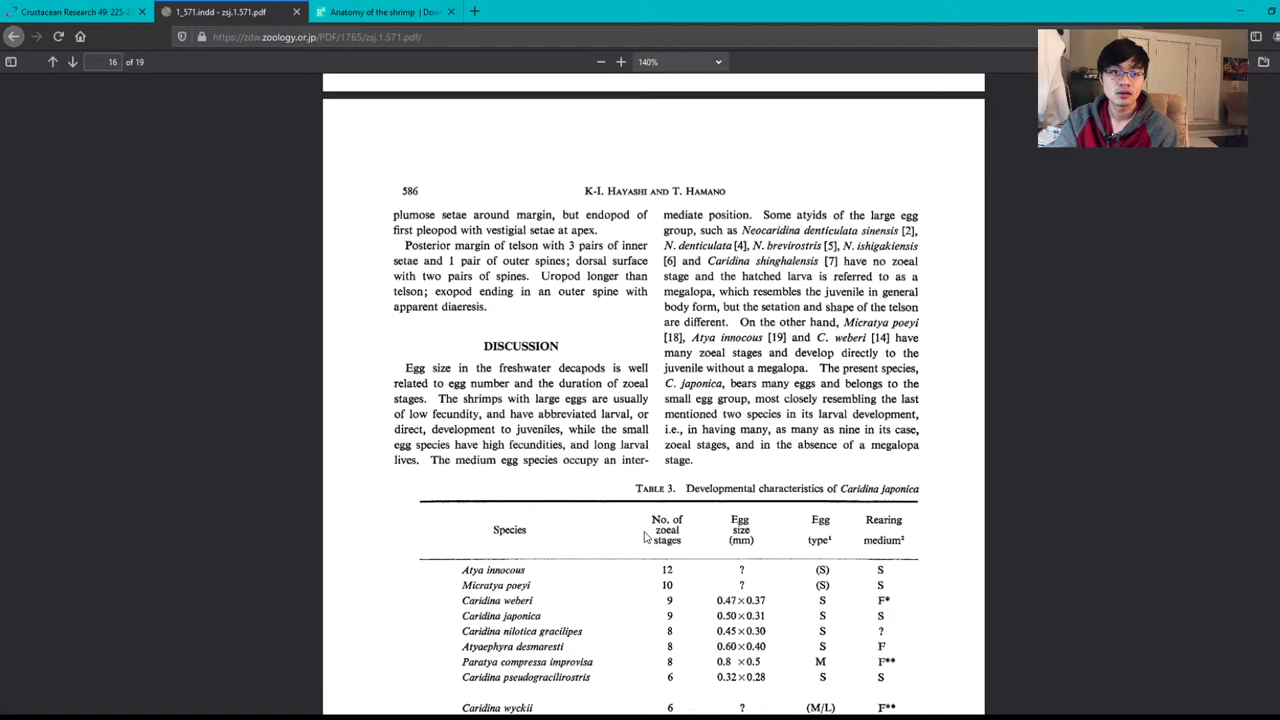 Crustacean Research 49: 225-2
1_571.indd - zsj.1.571.pdf
Anatomy of the shrimp | Dow
https://zdw.zoology.or.jp/PDF/1765/zsj.1.571.pdf/
16 of 19
140%
586
K-I. HAYASHI AND T. HAMANO
plumose setae around margin, but endopod of
first pleopod with vestigial setae at apex.
Posterior margin of telson with 3 pairs of inner
setae and 1 pair of outer spines; dorsal surface
with two pairs of spines. Uropod longer than
telson; exopod ending in an outer spine with
apparent diaeresis.
DISCUSSION
Egg size in the freshwater decapods is well
related to egg number and the duration of zoeal
stages. The shrimps with large eggs are usually
of low fecundity, and have abbreviated larval, or
direct, development to juveniles, while the small
egg species have high fecundities, and long larval
lives. The medium egg species occupy an inter-
mediate position. Some atyids of the large egg
group, such as Neocaridina denticulata sinensis [2],
N. denticulata [4], N. brevirostris [5], N. ishigakiensis
[6] and Caridina shinghalensis [7] have no zoeal
stage and the hatched larva is referred to as a
megalopa, which resembles the juvenile in general
body form, but the setation and shape of the telson
are different. On the other hand, Micratya poeyi
[18], Atya innocous [19] and C. weberi [14] have
many zoeal stages and develop directly to the
juvenile without a megalopa. The present species,
C. japonica, bears many eggs and belongs to the
small egg group, most closely resembling the last
mentioned two species in its larval development,
i.e., in having many, as many as nine in its case,
zoeal stages, and in the absence of a megalopa
stage.
TABLE 3. Developmental characteristics of Caridina japonica
Species No. of zoeal stages Egg size (mm) Egg type¹ Rearing medium²
Atya innocous 12 ? (S) S
Micratya poeyi 10 ? (S) S
Caridina weberi 9 0.47×0.37 S F*
Caridina japonica 9 0.50×0.31 S S
Caridina nilotica gracilipes 8 0.45×0.30 S ?
Atyaephyra desmaresti 8 0.60×0.40 S F
Paratya compressa improvisa 8 0.8 ×0.5 M F**
Caridina pseudogracilirostris 6 0.32×0.28 S S
Caridina wyckii 6 ? (M/L) F**